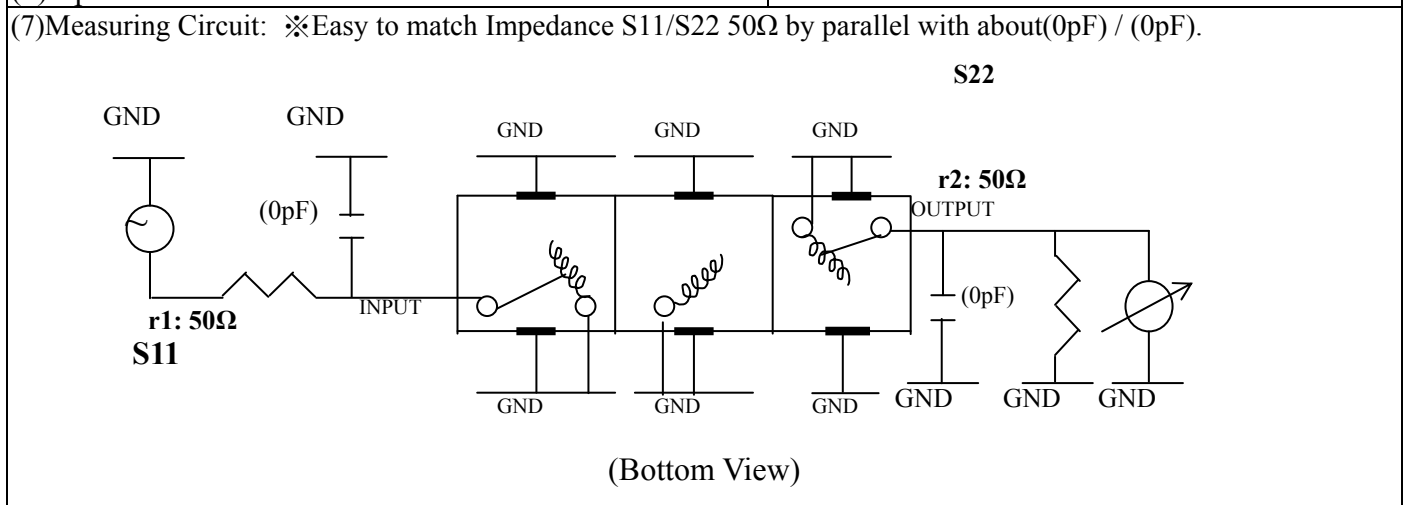 (7)Measuring Circuit: ※Easy to match Impedance S11/S22 50Ω by parallel with about(0pF) / (0pF).
S22
GND GND GND GND GND
r2: 50Ω
(0pF) OUTPUT
(0pF)
INPUT
r1: 50Ω
S11
GND GND GND GND GND GND
(Bottom View)